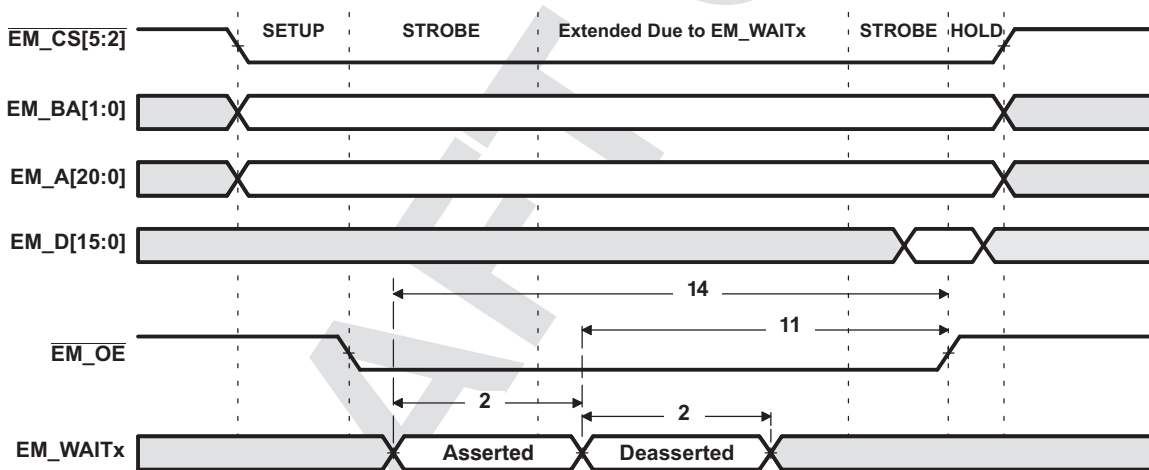 EM_CS[5:2] SETUP STROBE Extended Due to EM_WAITx STROBE HOLD
EM_BA[1:0]
EM_A[20:0]
EM_D[15:0]
14
11
EM_OE
2
2
EM_WAITx Asserted Deasserted